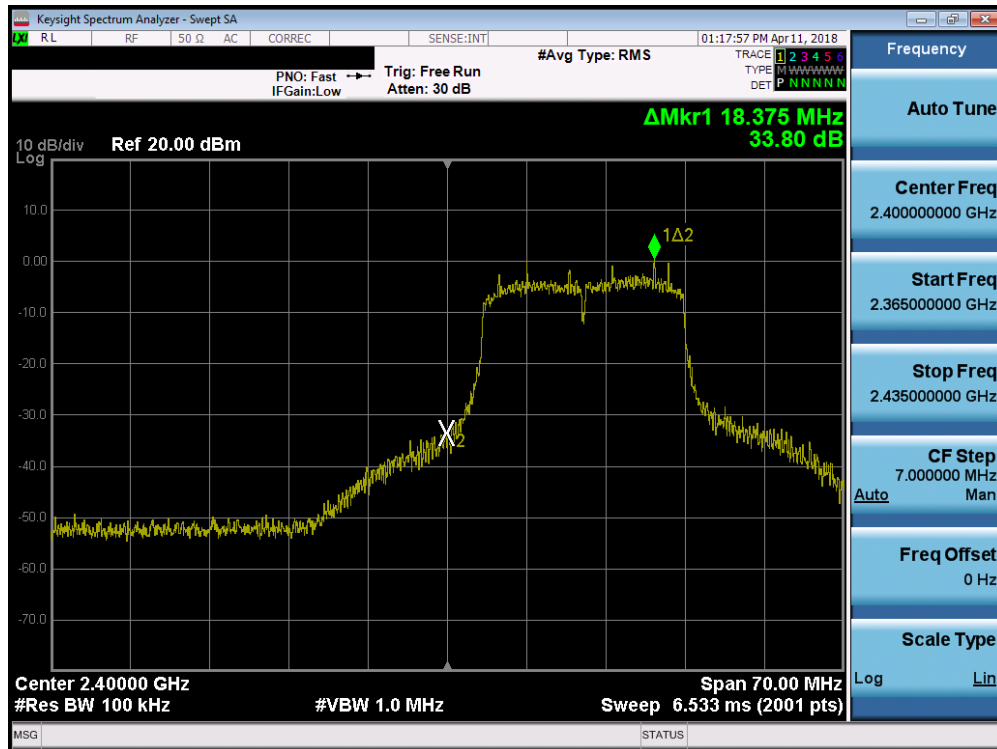 Keysight Spectrum Analyzer - Swept SA
LXI RL RF 50 Ω AC CORREC SENSE:INT 01:17:57 PM Apr 11, 2018
#Avg Type: RMS
TRACE 1 2 3 4 5 6
TYPE M WWWWWW
DET P N N N N N
PNO: Fast
IFGain:Low
Trig: Free Run
Atten: 30 dB
ΔMkr1 18.375 MHz
33.80 dB
10 dB/div
Log
Ref 20.00 dBm
10.0
0.00
-10.0
-20.0
-30.0
-40.0
-50.0
-60.0
-70.0
1Δ2
2
Center 2.40000 GHz
#Res BW 100 kHz
#VBW 1.0 MHz
Span 70.00 MHz
Sweep 6.533 ms (2001 pts)
MSG
STATUS
Frequency
Auto Tune
Center Freq
2.400000000 GHz
Start Freq
2.365000000 GHz
Stop Freq
2.435000000 GHz
CF Step
7.000000 MHz
Auto Man
Freq Offset
0 Hz
Scale Type
Log Lin